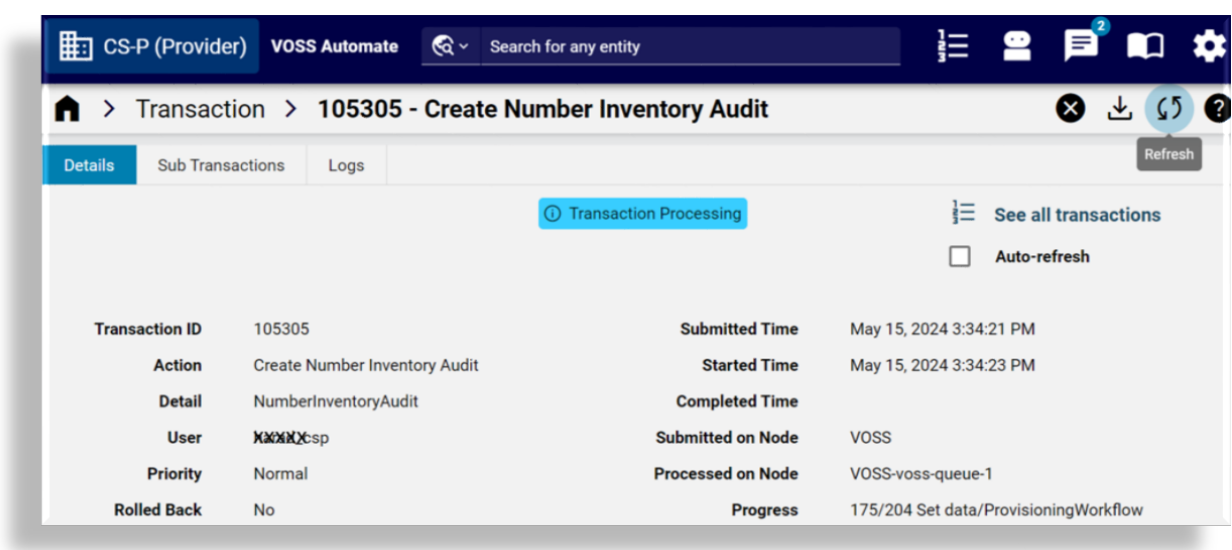 CS-P (Provider) VOSS Automate Search for any entity 2
Transaction > 105305 - Create Number Inventory Audit
Details Sub Transactions Logs Refresh
Transaction Processing See all transactions
Auto-refresh
Transaction ID 105305 Submitted Time May 15, 2024 3:34:21 PM
Action Create Number Inventory Audit Started Time May 15, 2024 3:34:23 PM
Detail NumberInventoryAudit Completed Time
User csp Submitted on Node VOSS
Priority Normal Processed on Node VOSS-voss-queue-1
Rolled Back No Progress 175/204 Set data/ProvisioningWorkflow